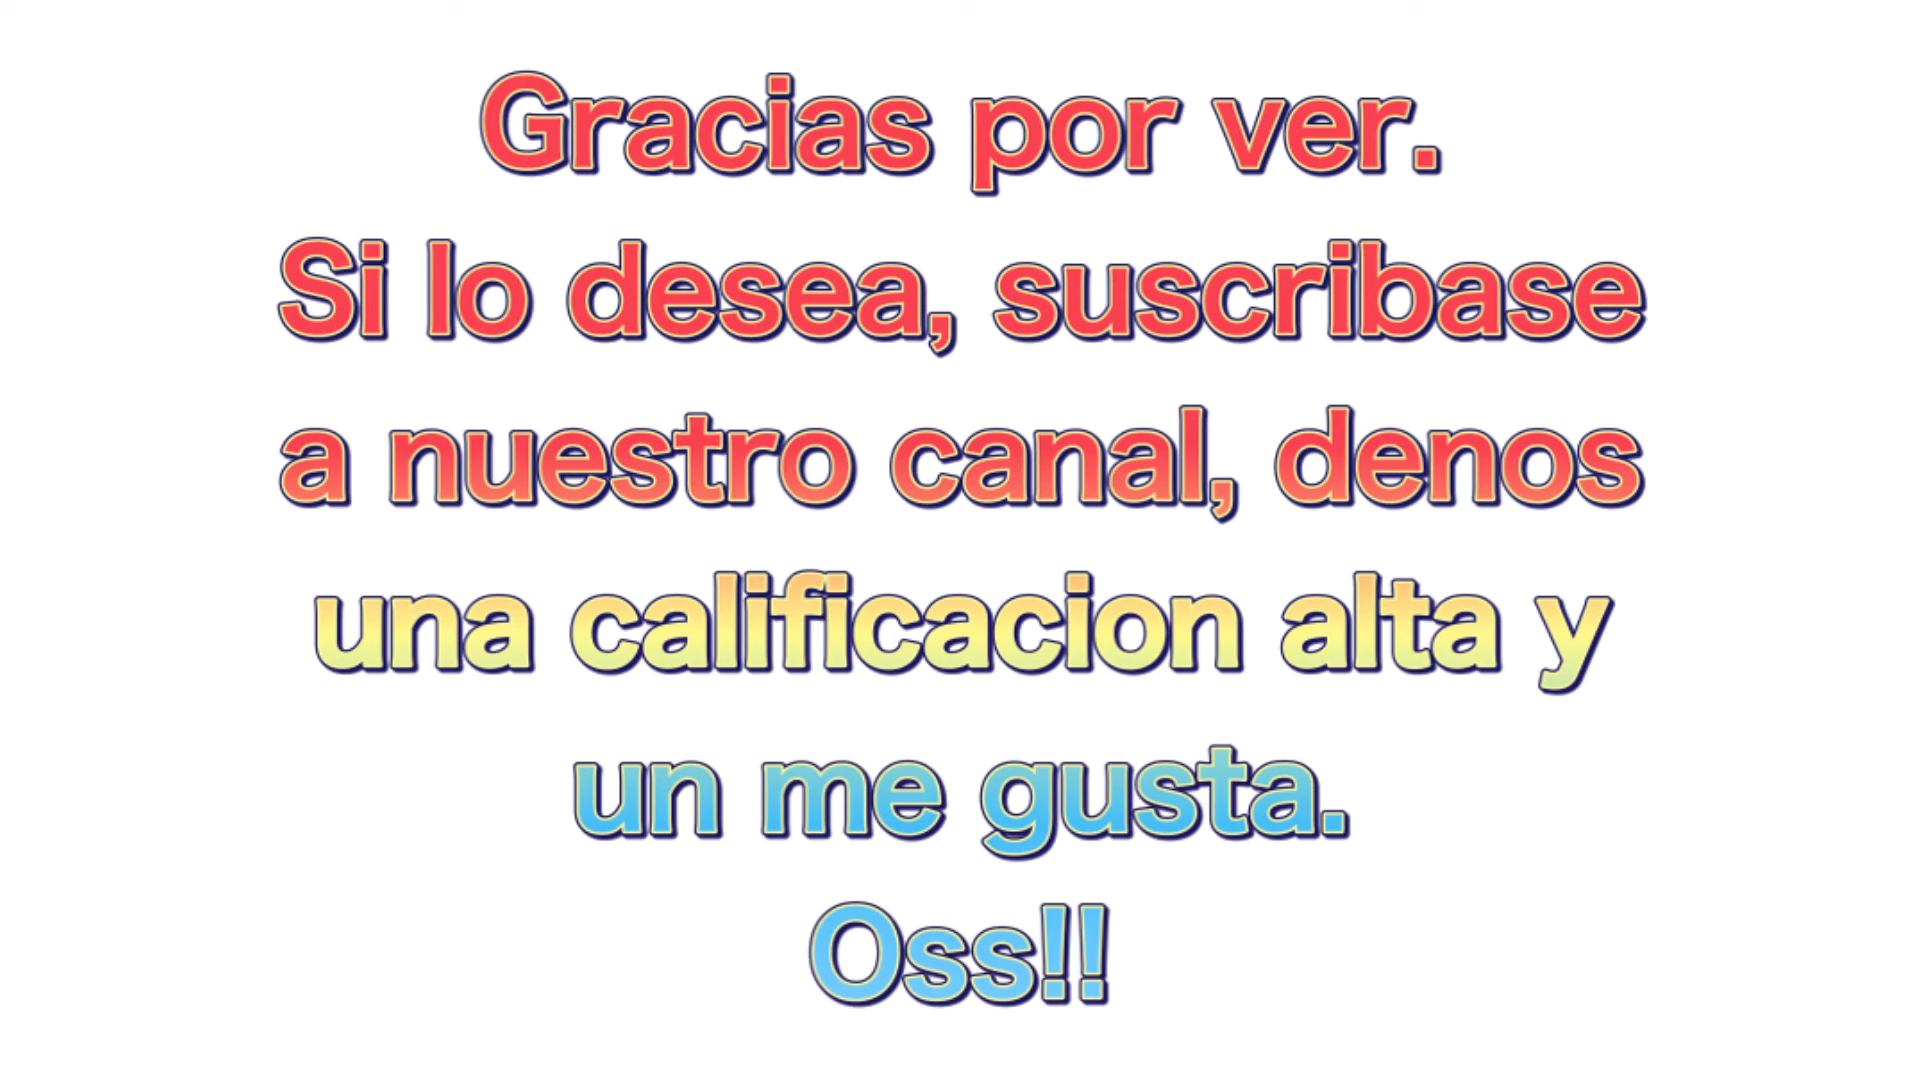 Gracias por ver.
Si lo desea, suscribase
a nuestro canal, denos
una calificacion alta y
un me gusta.
Oss!!